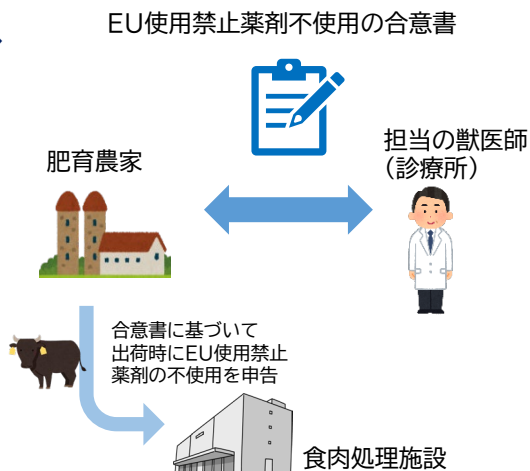 EU使用禁止薬剤不使用の合意書
担当の獣医師
（診療所）
肥育農家
合意書に基づいて
出荷時にEU使用禁止
薬剤の不使用を申告
食肉処理施設